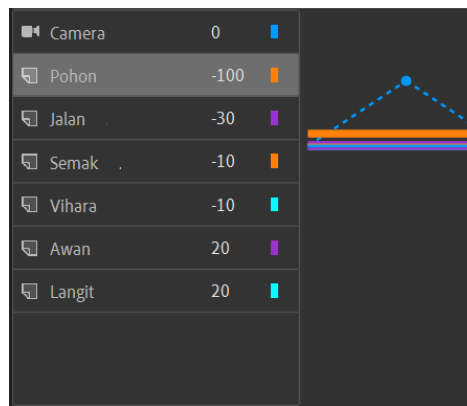 Camera 0
Pohon -100
Jalan -30
Semak -10
Vihara -10
Awan 20
Langit 20